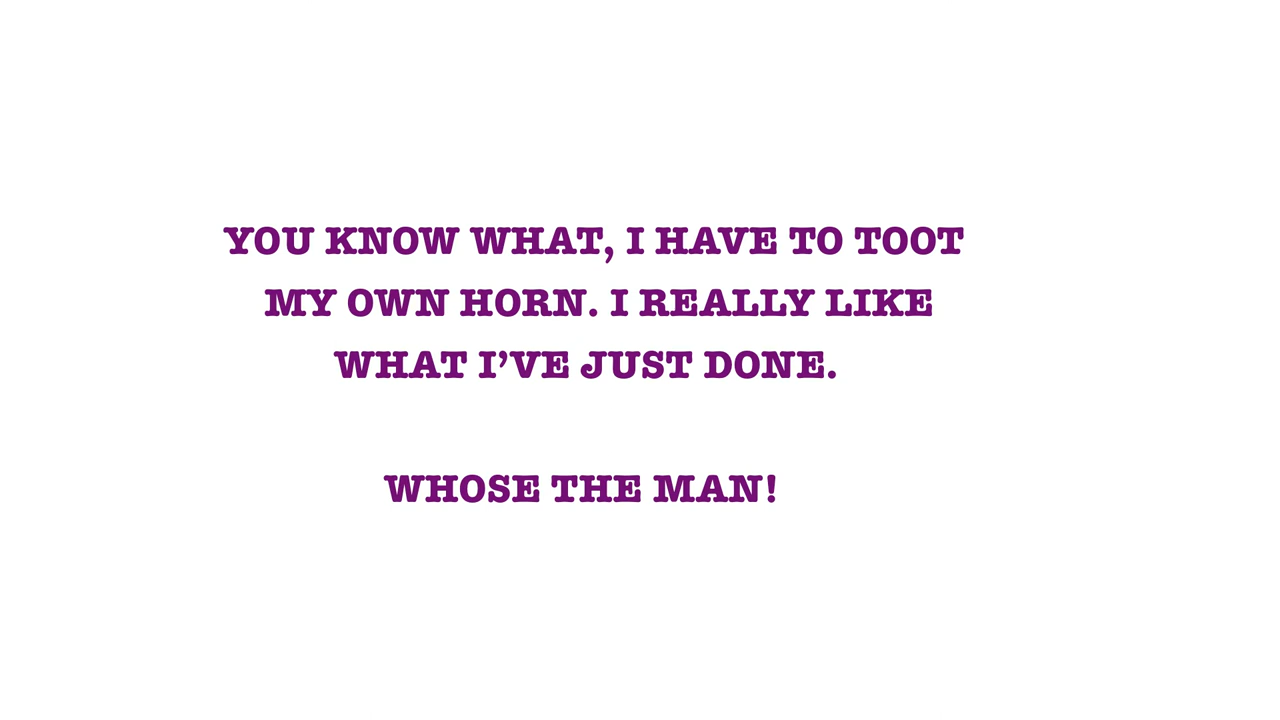 YOU KNOW WHAT, I HAVE TO TOOT
MY OWN HORN. I REALLY LIKE
WHAT I’VE JUST DONE.
WHOSE THE MAN!